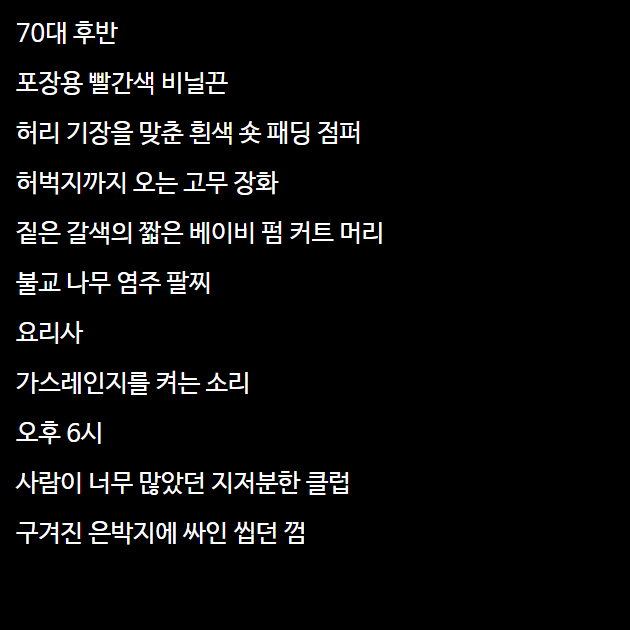 70대 후반
포장용 빨간색 비닐끈
허리 기장을 맞춘 흰색 숏 패딩 점퍼
허벅지까지 오는 고무 장화
짙은 갈색의 짧은 베이비 펌 커트 머리
불교 나무 염주 팔찌
요리사
가스레인지를 켜는 소리
오후 6시
사람이 너무 많았던 지저분한 클럽
구겨진 은박지에 싸인 씹던 껌